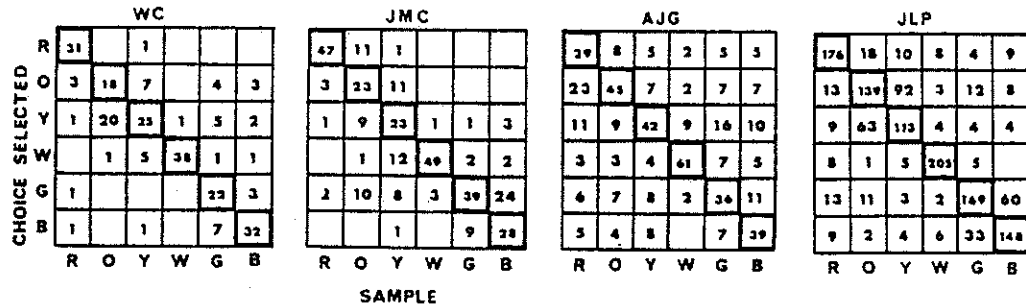 WC JMC AJG JLP
CHOICE SELECTED
R 31 1 47 11 1 29 8 5 2 5 5 176 18 10 8 4 9
O 3 18 7 4 3 3 23 11 23 45 7 2 7 7 13 139 92 3 12 8
Y 1 20 25 1 5 2 1 9 23 1 1 3 11 9 42 9 16 10 9 63 113 4 4 4
W 1 5 38 1 1 1 12 49 2 2 3 3 4 61 7 5 8 1 5 205 5
G 1 22 3 2 10 8 3 39 24 6 7 8 2 36 11 13 11 3 2 169 60
B 1 1 7 32 1 9 28 5 4 8 7 39 9 2 4 6 33 148
R O Y W G B R O Y W G B R O Y W G B R O Y W G B
SAMPLE